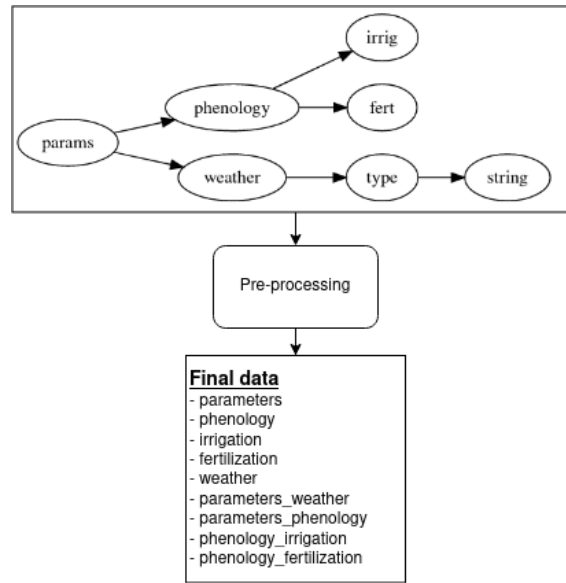 irrig
phenology
fert
params
weather
type
string
Pre-processing
Final data
- parameters
- phenology
- irrigation
- fertilization
- weather
- parameters_weather
- parameters_phenology
- phenology_irrigation
- phenology_fertilization